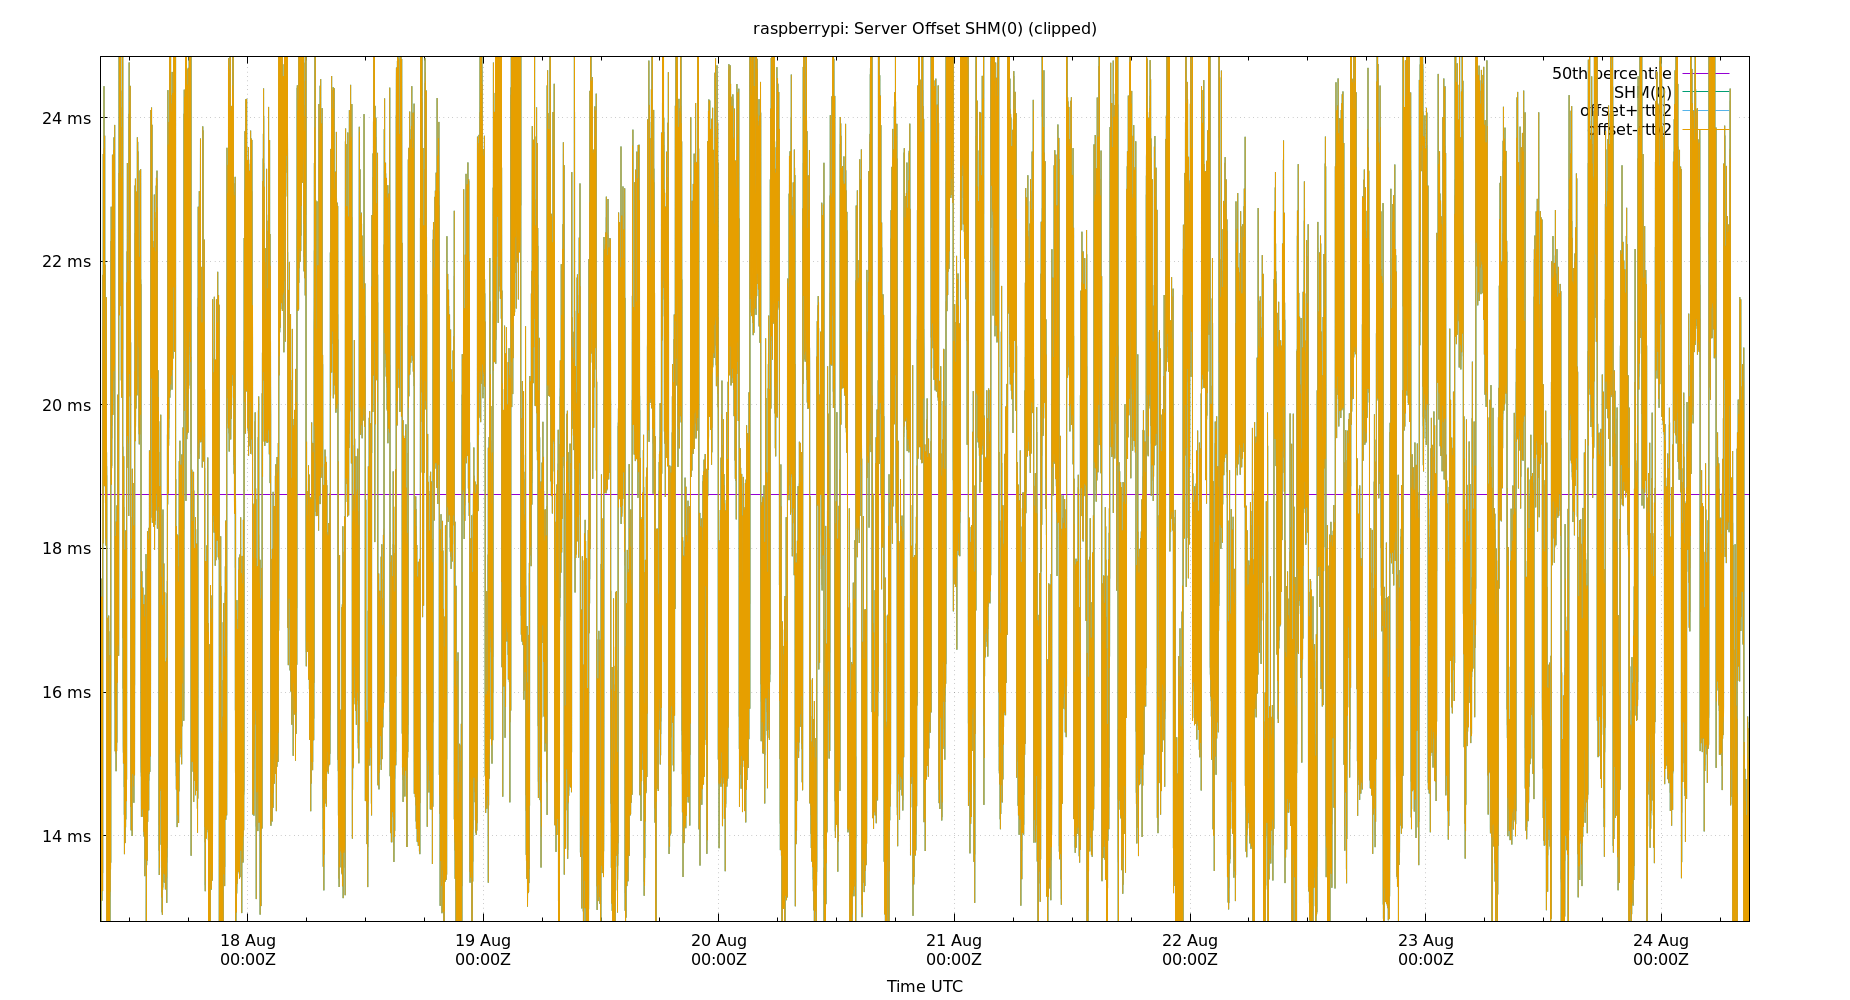 raspberrypi: Server Offset SHM(0) (clipped)
50th percentile
SHM(0)
offset+rtt/2
offset-rtt/2
24 ms
22 ms
20 ms
18 ms
16 ms
14 ms
18 Aug 19 Aug 20 Aug 21 Aug 22 Aug 23 Aug 24 Aug
00:00Z 00:00Z 00:00Z 00:00Z 00:00Z 00:00Z 00:00Z
Time UTC